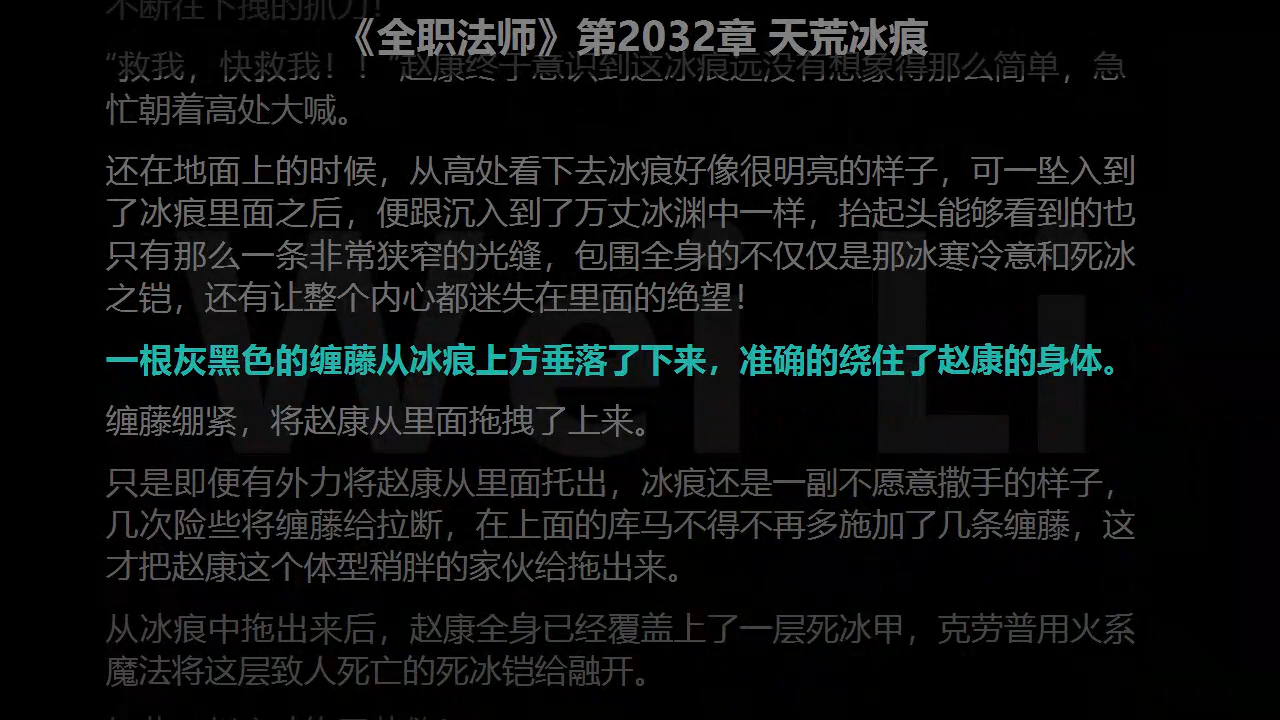 不断在下拽的抓力！
《全职法师》第2032章 天荒冰痕
“救我，快救我！！”赵康终于意识到这冰痕远没有想象得那么简单，急
忙朝着高处大喊。
还在地面上的时候，从高处看下去冰痕好像很明亮的样子，可一坠入到
了冰痕里面之后，便跟沉入到了万丈冰渊中一样，抬起头能够看到的也
只有那么一条非常狭窄的光缝，包围全身的不仅仅是那冰寒冷意和死冰
之铠，还有让整个内心都迷失在里面的绝望！
一根灰黑色的缠藤从冰痕上方垂落了下来，准确的绕住了赵康的身体。
缠藤绷紧，将赵康从里面拖拽了上来。
只是即便有外力将赵康从里面托出，冰痕还是一副不愿意撒手的样子，
几次险些将缠藤给拉断，在上面的库马不得不再多施加了几条缠藤，这
才把赵康这个体型稍胖的家伙给拖出来。
从冰痕中拖出来后，赵康全身已经覆盖上了一层死冰甲，克劳普用火系
魔法将这层致人死亡的死冰铠给融开。
Wei Li